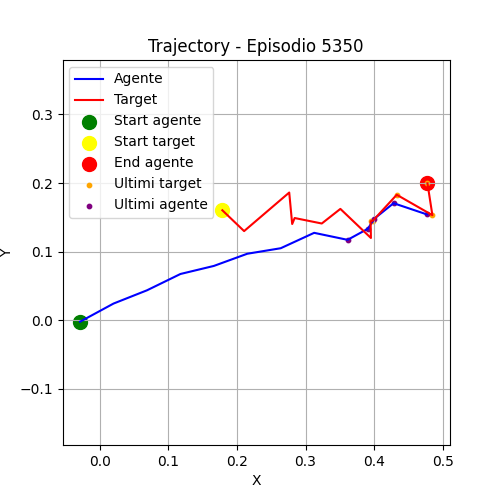 Trajectory - Episodio 5350
Agente
Target
Start agente
Start target
End agente
Ultimi target
Ultimi agente
Y
0.3
0.2
0.1
0.0
−0.1
0.0
0.1
0.2
0.3
0.4
0.5
X